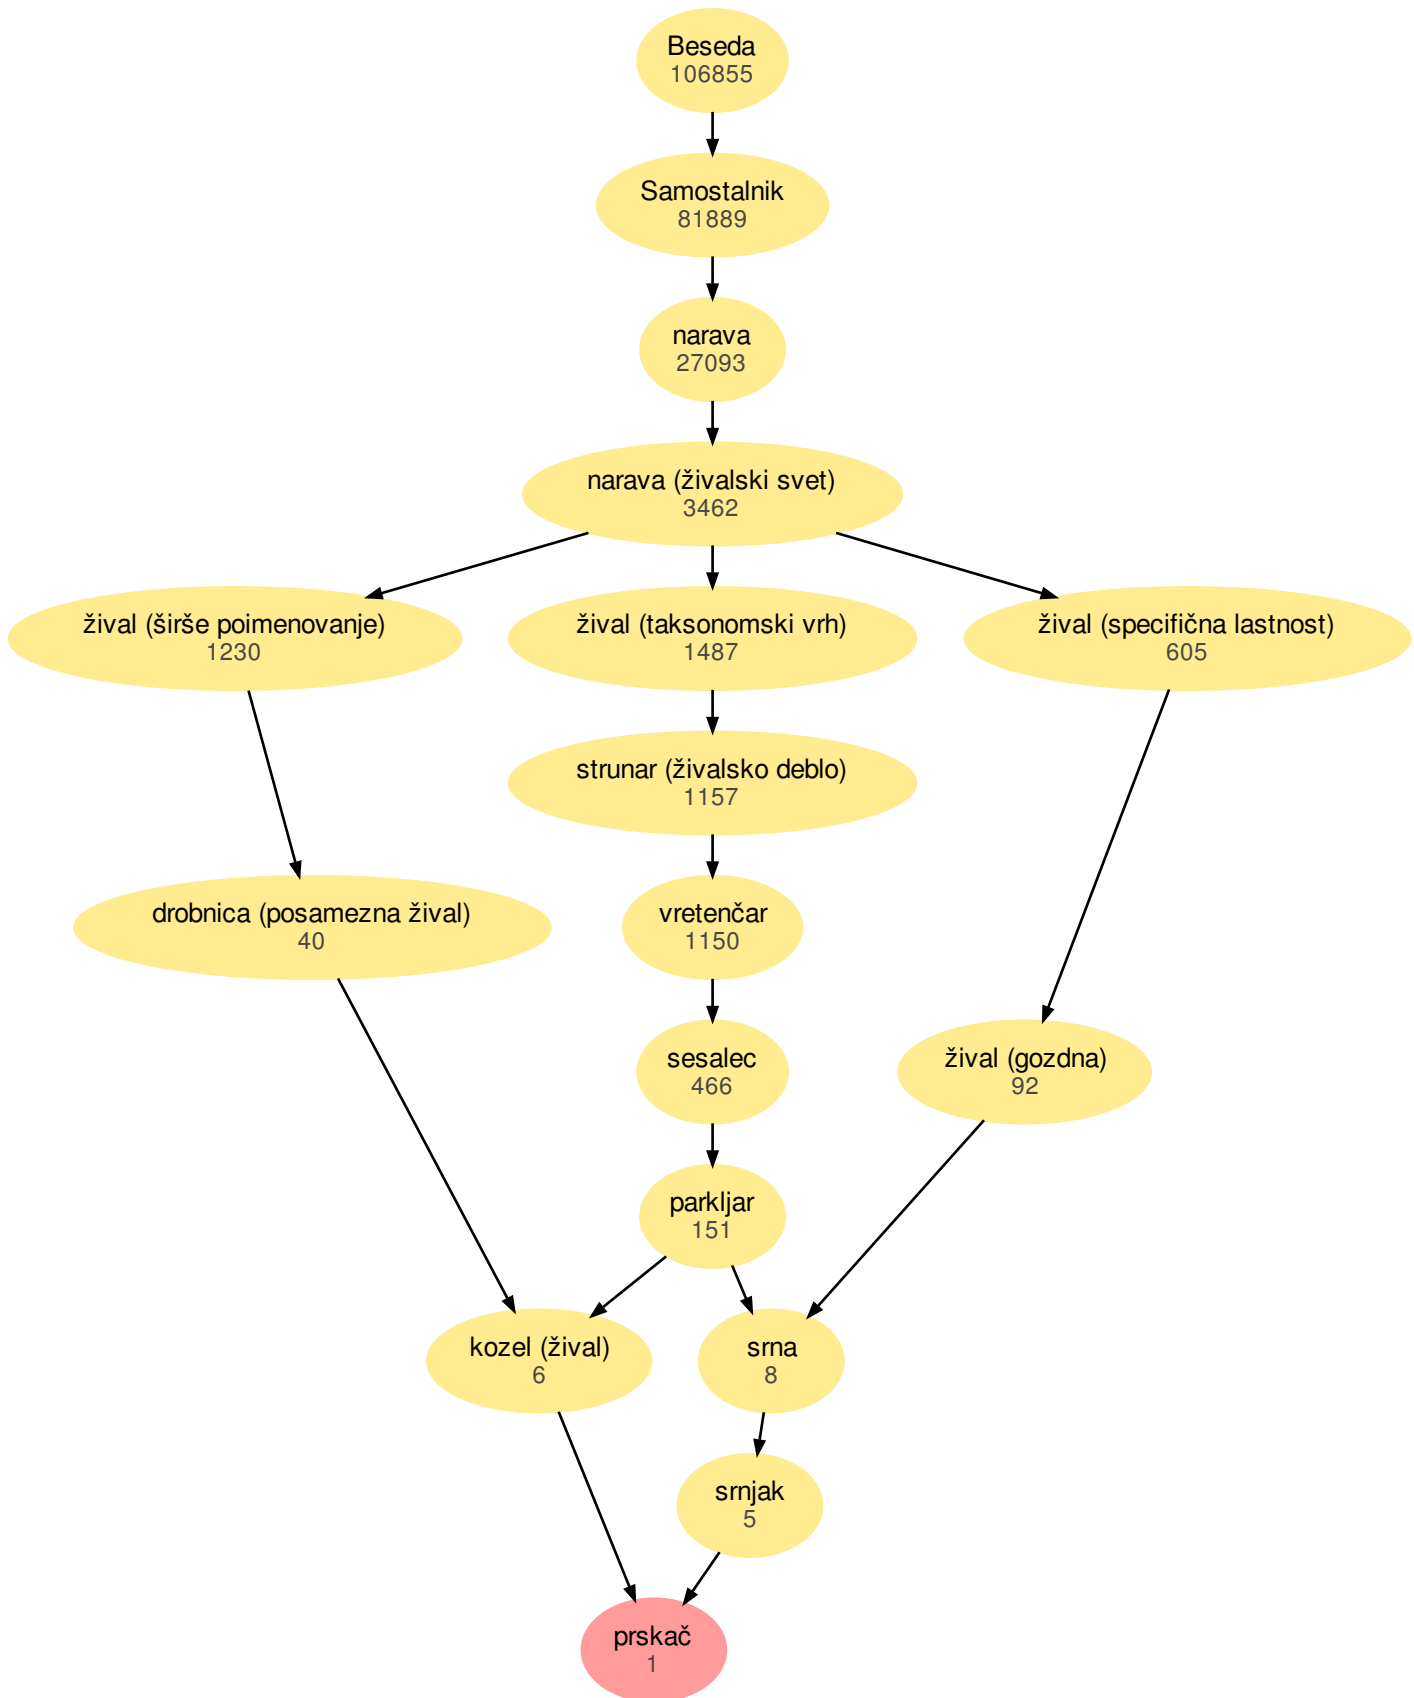 Beseda
106855
Samostalnik
81889
narava
27093
narava (živalski svet)
3462
žival (širše poimenovanje)
1230
žival (taksonomski vrh)
1487
žival (specifična lastnost)
605
strunar (živalsko deblo)
1157
drobnica (posamezna žival)
40
vretenčar
1150
sesalec
466
žival (gozdna)
92
parkljar
151
kozel (žival)
6
srna
8
srnjak
5
prskač
1